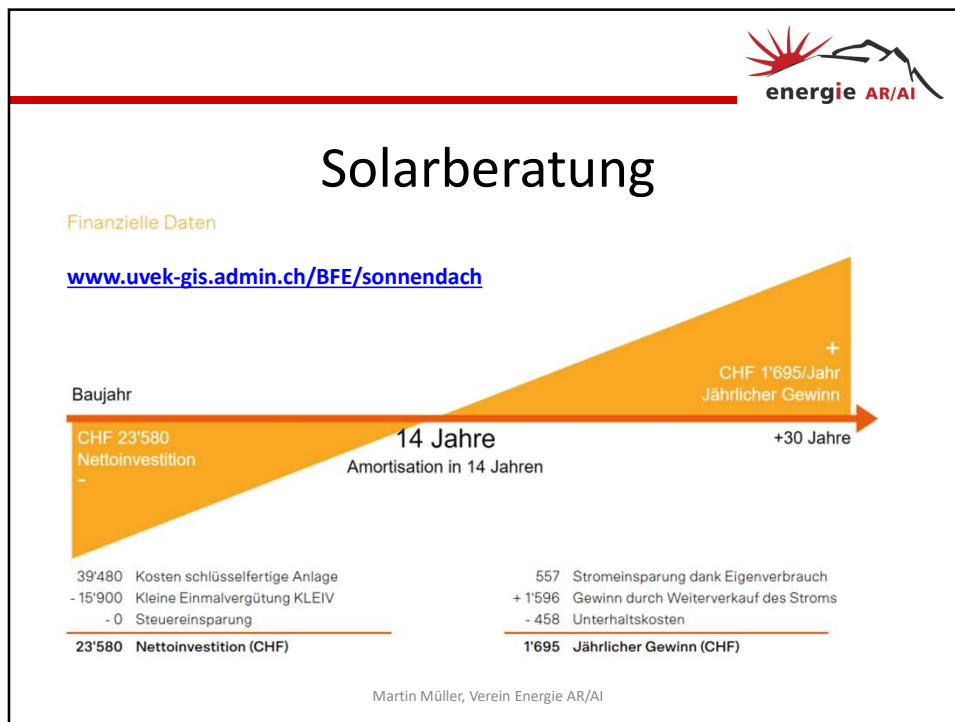 energie AR/AI
Solarberatung
Finanzielle Daten
www.uvek-gis.admin.ch/BFE/sonnendach
+
CHF 1'695/Jahr
Jährlicher Gewinn
Baujahr
CHF 23'580
Nettoinvestition
-
14 Jahre
Amortisation in 14 Jahren
+30 Jahre
39'480 Kosten schlüsselfertige Anlage
- 15'900 Kleine Einmalvergütung KLEIV
- 0 Steuereinsparung
23'580 Nettoinvestition (CHF)
557 Stromeinsparung dank Eigenverbrauch
+ 1'596 Gewinn durch Weiterverkauf des Stroms
- 458 Unterhaltskosten
1'695 Jährlicher Gewinn (CHF)
Martin Müller, Verein Energie AR/AI